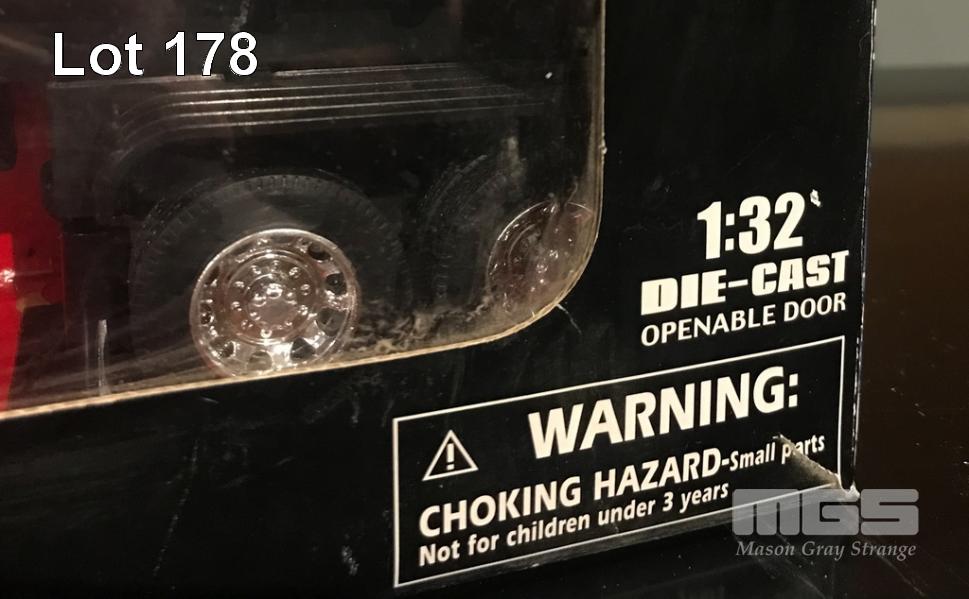 Lot 178
1:32
DIE-CAST
OPENABLE DOOR
WARNING:
CHOKING HAZARD-Small parts
Not for children under 3 years
MGS
Mason Gray Strange